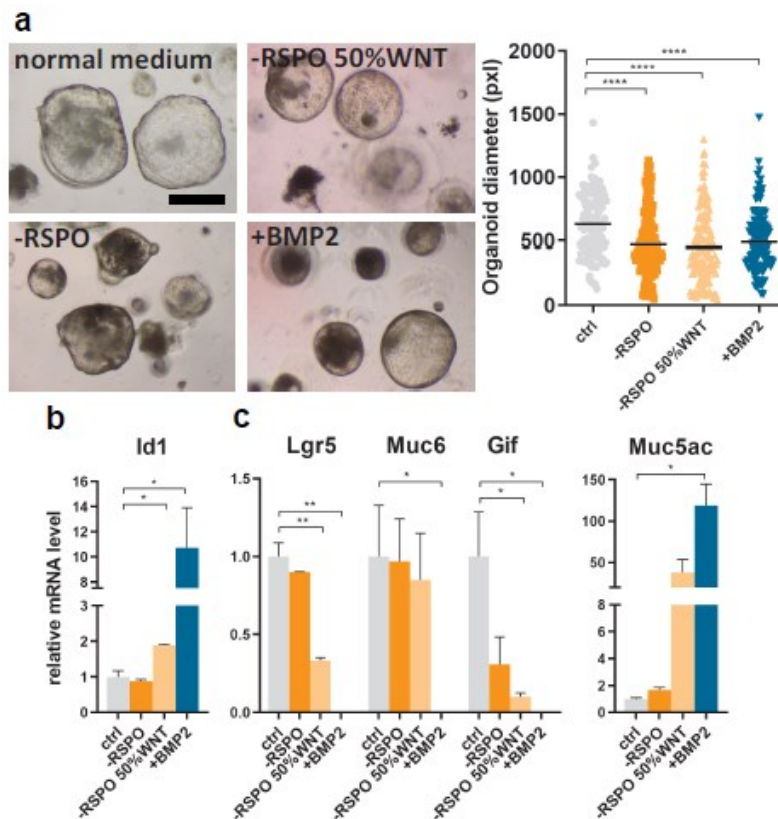 a
normal medium
-RSPO 50%WNT
-RSPO
+BMP2
Organoid diameter (pxl)
2000
1500
1000
500
0
****
****
****
ctrl
-RSPO
-RSPO 50%WNT
+BMP2
b
c
Id1
Lgr5
Muc6
Gif
Muc5ac
relative mRNA level
16
14
12
10
8
4
3
2
1
0
*
*
ctrl
-RSPO
-RSPO 50%WNT
+BMP2
1.5
1.0
0.5
0.0
**
**
ctrl
-RSPO
-RSPO 50%WNT
+BMP2
*
ctrl
-RSPO
-RSPO 50%WNT
+BMP2
*
*
ctrl
-RSPO
-RSPO 50%WNT
+BMP2
150
100
50
8
6
4
2
0
*
ctrl
-RSPO
-RSPO 50%WNT
+BMP2